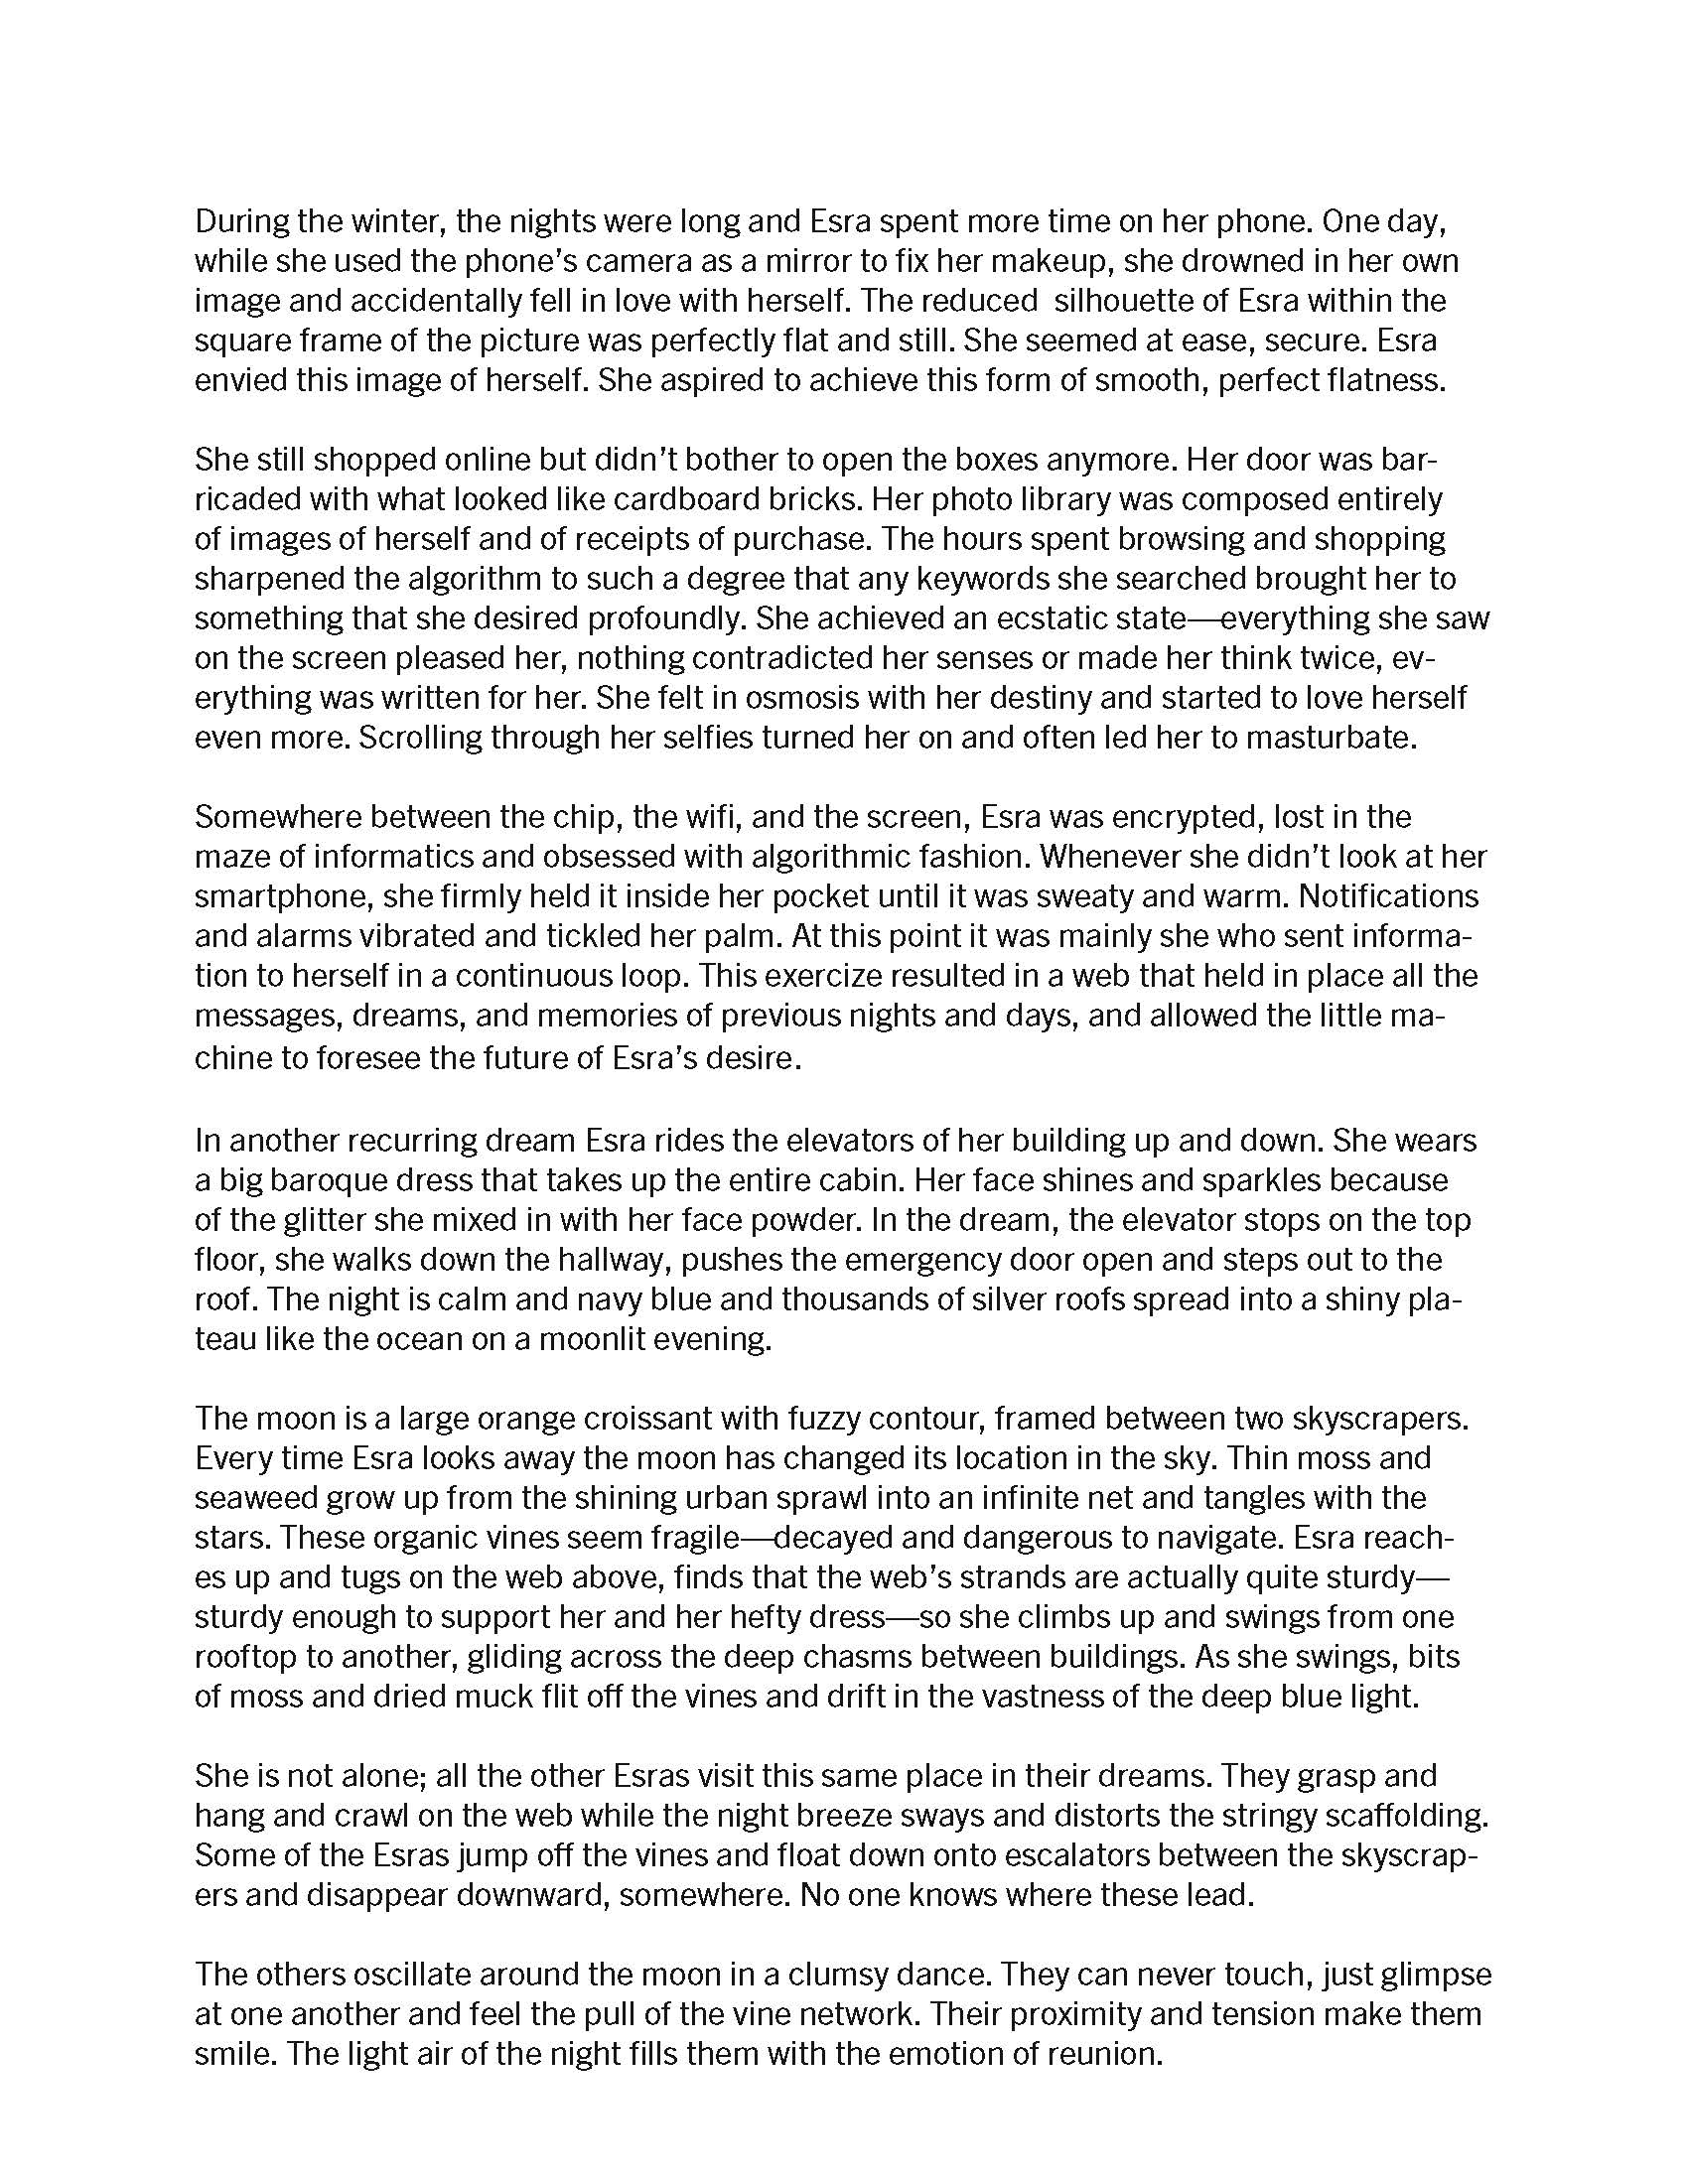 During the winter, the nights were long and Esra spent more time on her phone. One day,
while she used the phone’s camera as a mirror to fix her makeup, she drowned in her own
image and accidentally fell in love with herself. The reduced  silhouette of Esra within the
square frame of the picture was perfectly flat and still. She seemed at ease, secure. Esra
envied this image of herself. She aspired to achieve this form of smooth, perfect flatness.

She still shopped online but didn’t bother to open the boxes anymore. Her door was bar-
ricaded with what looked like cardboard bricks. Her photo library was composed entirely
of images of herself and of receipts of purchase. The hours spent browsing and shopping
sharpened the algorithm to such a degree that any keywords she searched brought her to
something that she desired profoundly. She achieved an ecstatic state—everything she saw
on the screen pleased her, nothing contradicted her senses or made her think twice, ev-
erything was written for her. She felt in osmosis with her destiny and started to love herself
even more. Scrolling through her selfies turned her on and often led her to masturbate.

Somewhere between the chip, the wifi, and the screen, Esra was encrypted, lost in the
maze of informatics and obsessed with algorithmic fashion. Whenever she didn’t look at her
smartphone, she firmly held it inside her pocket until it was sweaty and warm. Notifications
and alarms vibrated and tickled her palm. At this point it was mainly she who sent informa-
tion to herself in a continuous loop. This exercize resulted in a web that held in place all the
messages, dreams, and memories of previous nights and days, and allowed the little ma-
chine to foresee the future of Esra’s desire.

In another recurring dream Esra rides the elevators of her building up and down. She wears
a big baroque dress that takes up the entire cabin. Her face shines and sparkles because
of the glitter she mixed in with her face powder. In the dream, the elevator stops on the top
floor, she walks down the hallway, pushes the emergency door open and steps out to the
roof. The night is calm and navy blue and thousands of silver roofs spread into a shiny pla-
teau like the ocean on a moonlit evening.

The moon is a large orange croissant with fuzzy contour, framed between two skyscrapers.
Every time Esra looks away the moon has changed its location in the sky. Thin moss and
seaweed grow up from the shining urban sprawl into an infinite net and tangles with the
stars. These organic vines seem fragile—decayed and dangerous to navigate. Esra reach-
es up and tugs on the web above, finds that the web’s strands are actually quite sturdy—
sturdy enough to support her and her hefty dress—so she climbs up and swings from one
rooftop to another, gliding across the deep chasms between buildings. As she swings, bits
of moss and dried muck flit off the vines and drift in the vastness of the deep blue light.

She is not alone; all the other Esras visit this same place in their dreams. They grasp and
hang and crawl on the web while the night breeze sways and distorts the stringy scaffolding.
Some of the Esras jump off the vines and float down onto escalators between the skyscrap-
ers and disappear downward, somewhere. No one knows where these lead.

The others oscillate around the moon in a clumsy dance. They can never touch, just glimpse
at one another and feel the pull of the vine network. Their proximity and tension make them
smile. The light air of the night fills them with the emotion of reunion.